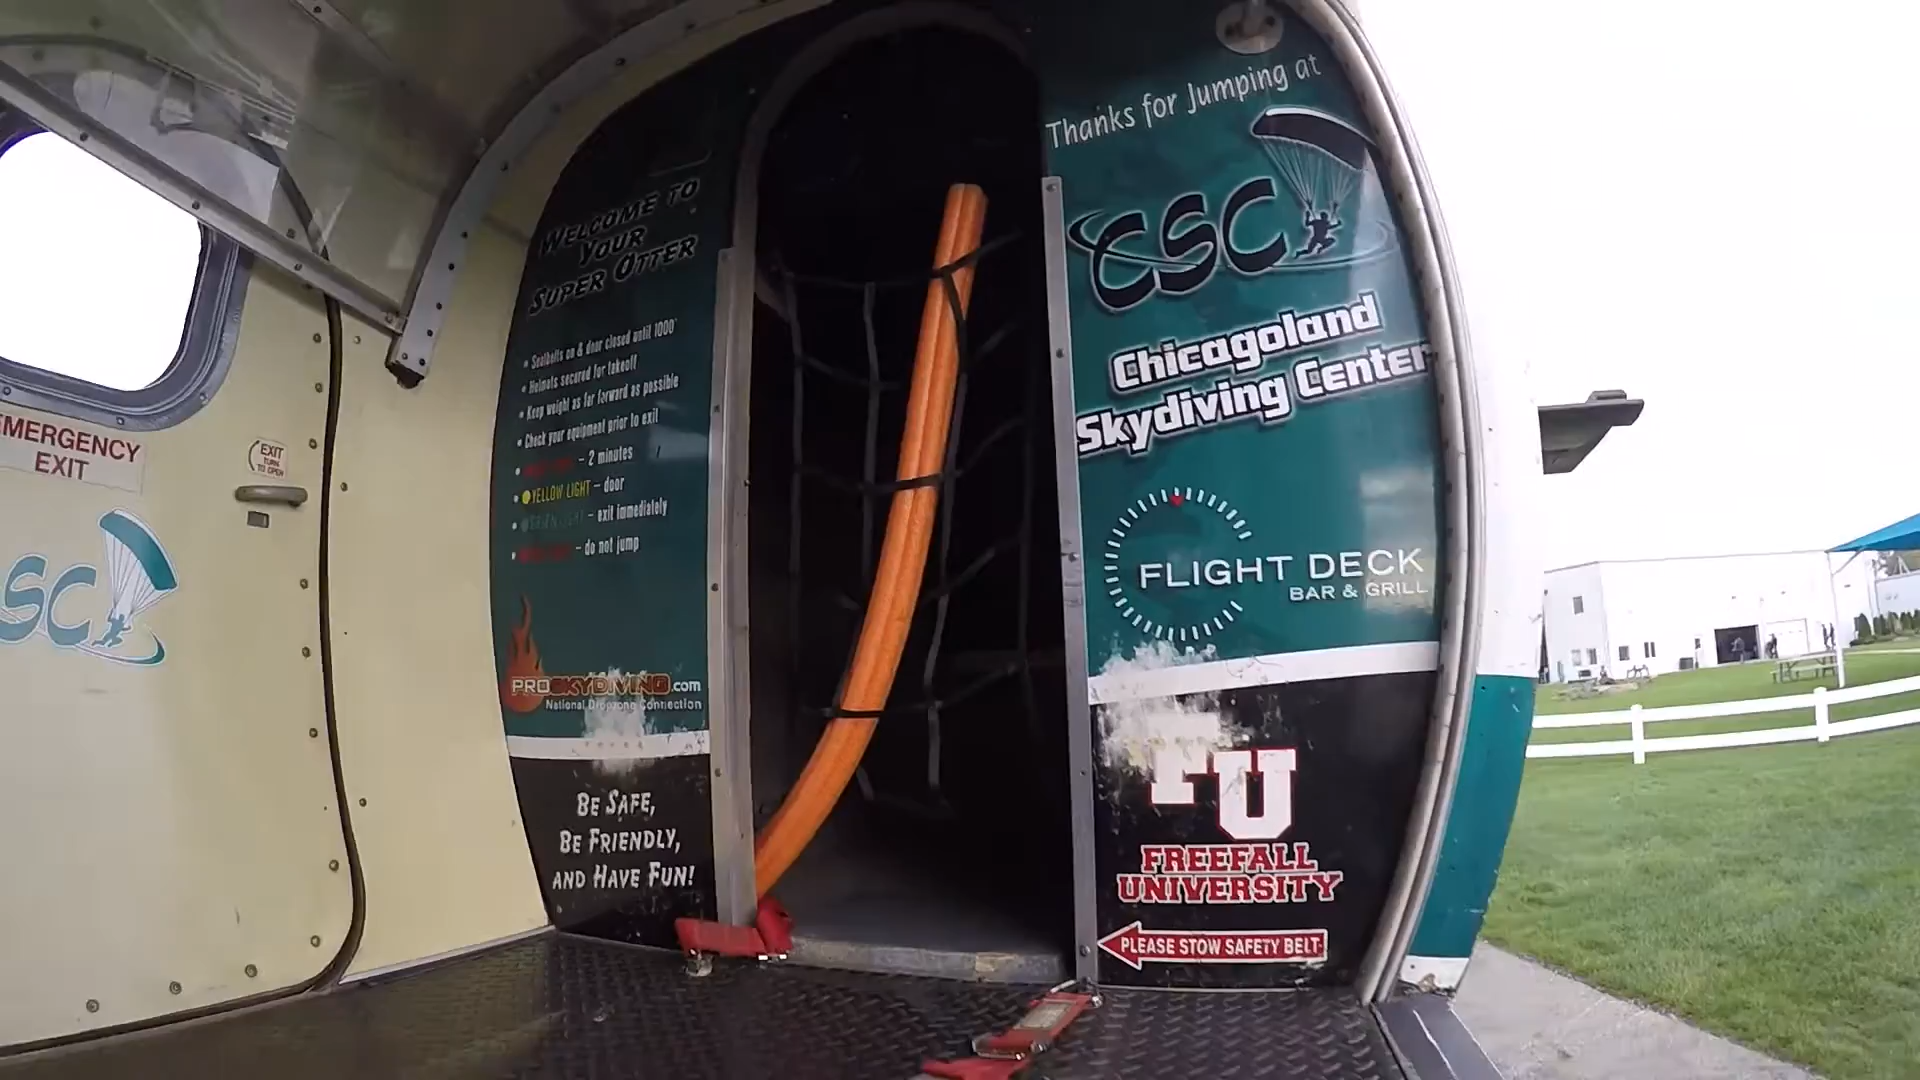 EMERGENCY
EXIT
EXIT
TURN
TO OPEN
SC
WELCOME TO
YOUR
SUPER OTTER
• Seatbelts on & door closed until 1000'
• Helmets secured for takeoff
• Keep weight as far forward as possible
• Check your equipment prior to exit
– 2 minutes
YELLOW LIGHT – door
– exit immediately
– do not jump
PROSKYDIVING.com
National Dropzone Connection
BE SAFE,
BE FRIENDLY,
AND HAVE FUN!
Thanks for Jumping at
CSC
Chicagoland
Skydiving Center
FLIGHT DECK
BAR & GRILL
FU
FREEFALL
UNIVERSITY
PLEASE STOW SAFETY BELT